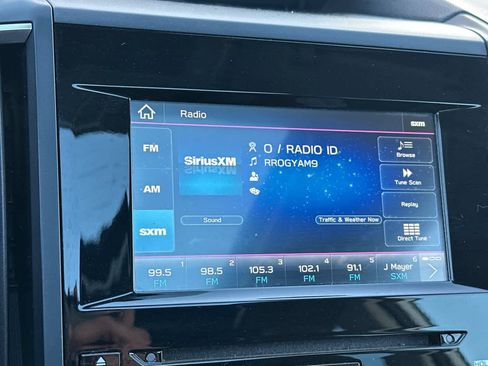 Radio
sxm
FM
SiriusXM
0 / RADIO ID
RROGYAM9
Browse
AM
Tune Scan
Replay
sxm
Sound
Traffic & Weather Now
Direct Tune
1 2 3 4 5 6
99.5 98.5 105.3 102.1 91.1 J Mayer
FM FM FM FM FM SXM